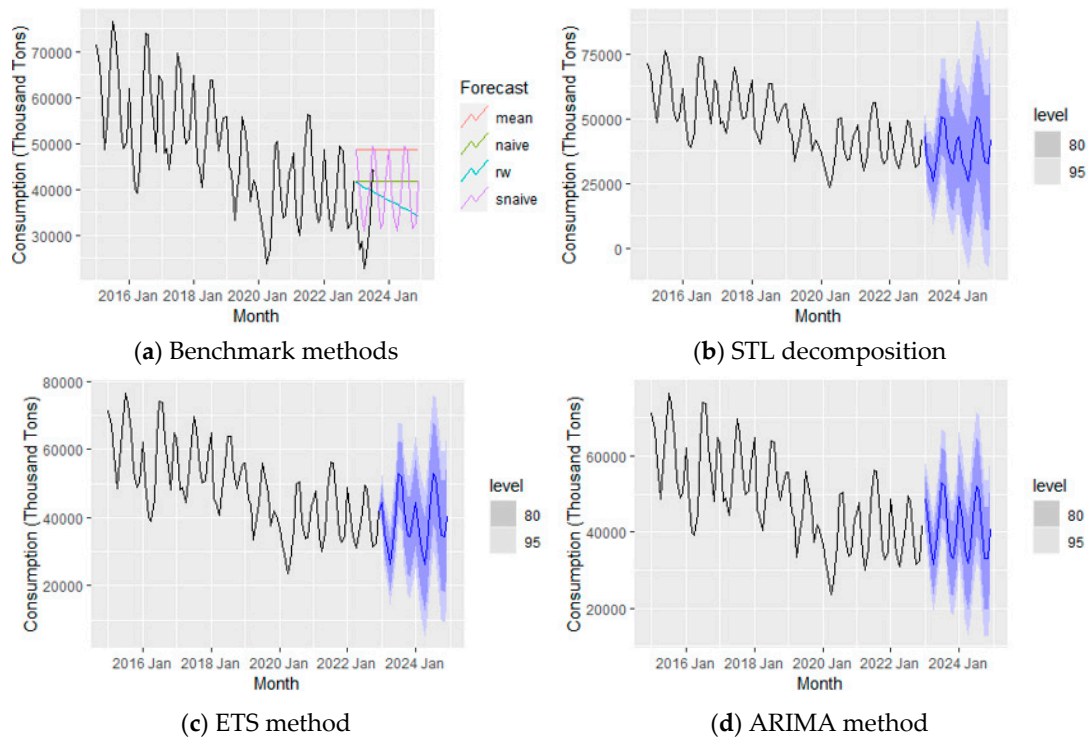 Consumption (Thousand Tons)
70000
60000
50000
40000
30000
2016 Jan 2018 Jan 2020 Jan 2022 Jan 2024 Jan
Month
Forecast
mean
naive
rw
snaive
(a) Benchmark methods
Consumption (Thousand Tons)
75000
50000
25000
0
2016 Jan 2018 Jan 2020 Jan 2022 Jan 2024 Jan
Month
level
80
95
(b) STL decomposition
Consumption (Thousand Tons)
80000
60000
40000
20000
2016 Jan 2018 Jan 2020 Jan 2022 Jan 2024 Jan
Month
level
80
95
(c) ETS method
Consumption (Thousand Tons)
60000
40000
20000
2016 Jan 2018 Jan 2020 Jan 2022 Jan 2024 Jan
Month
level
80
95
(d) ARIMA method